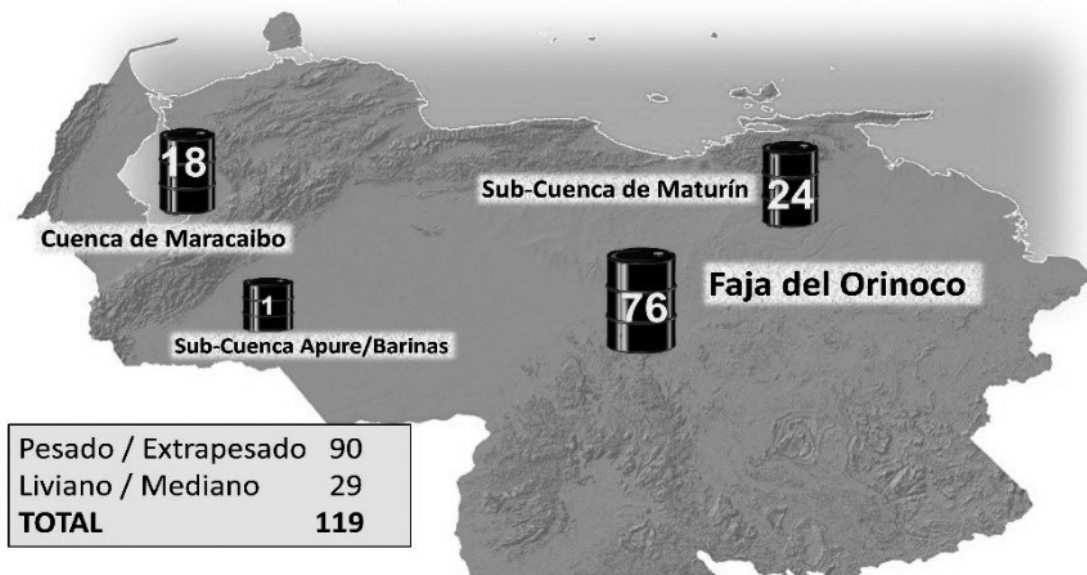 18
Cuenca de Maracaibo
Sub-Cuenca de Maturín
24
1
Sub-Cuenca Apure/Barinas
76
Faja del Orinoco
Pesado / Extrapesado 90
Liviano / Mediano 29
TOTAL 119